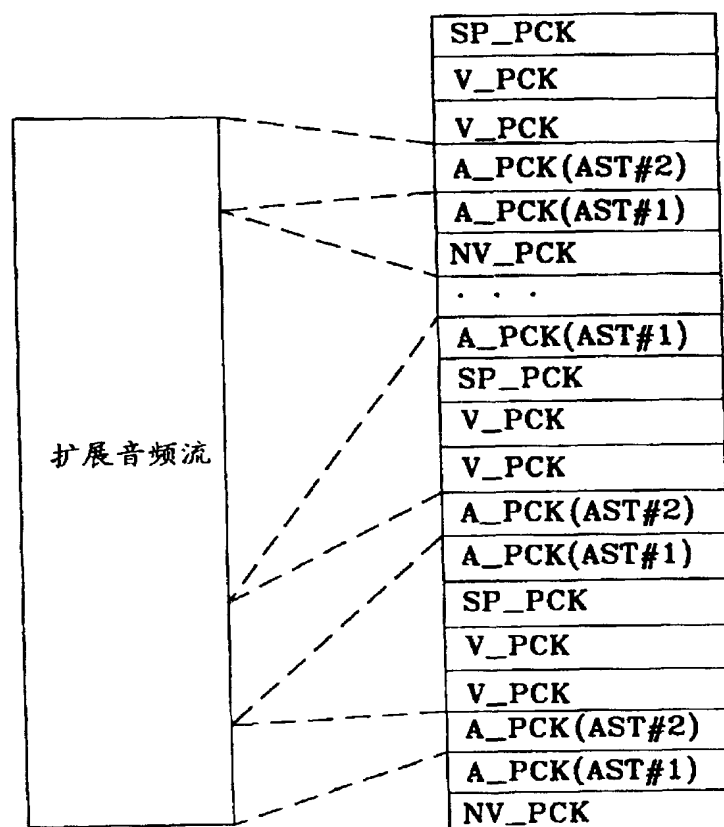 SP_PCK
V_PCK
V_PCK
A_PCK(AST#2)
A_PCK(AST#1)
NV_PCK
. . .
A_PCK(AST#1)
SP_PCK
V_PCK
V_PCK
A_PCK(AST#2)
A_PCK(AST#1)
SP_PCK
V_PCK
V_PCK
A_PCK(AST#2)
A_PCK(AST#1)
NV_PCK
扩展音频流